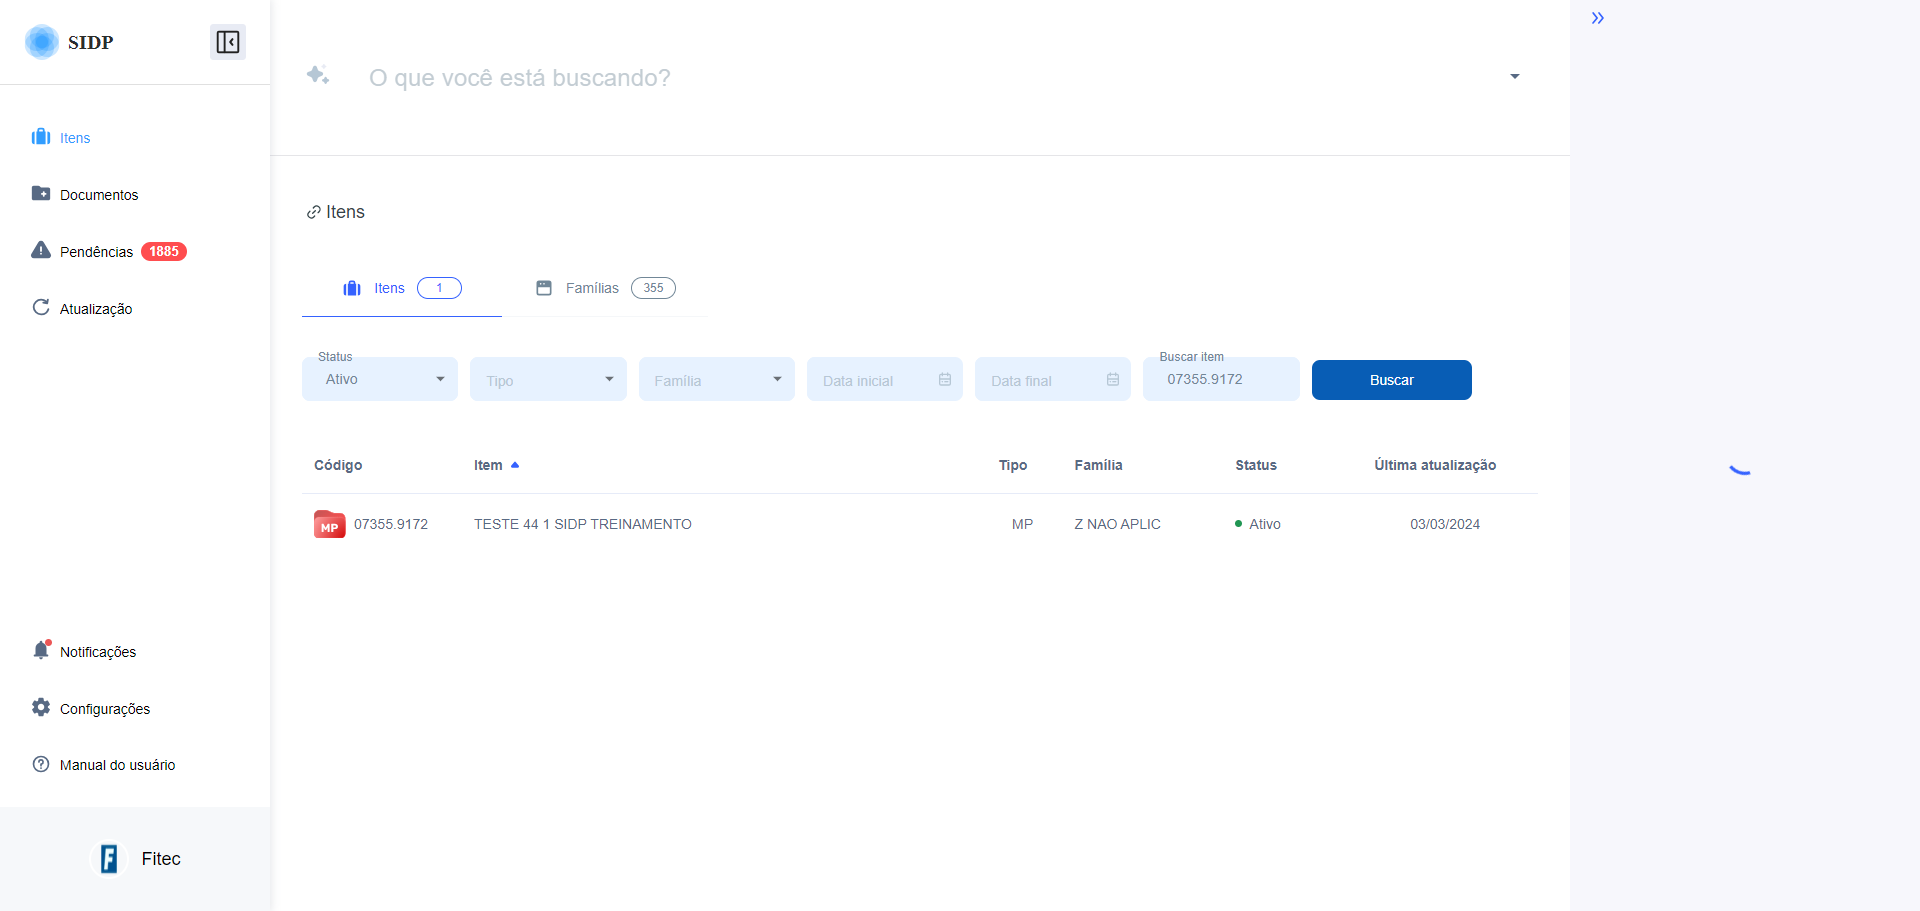 SIDP
O que você está buscando?
Itens
Documentos
Pendências 1885
Atualização
Itens
Itens 1 Famílias 355
Status Buscar item
Ativo Tipo Família Data inicial Data final 07355.9172 Buscar
Código Item Tipo Família Status Última atualização
MP 07355.9172 TESTE 44 1 SIDP TREINAMENTO MP Z NAO APLIC Ativo 03/03/2024
Notificações
Configurações
Manual do usuário
F Fitec